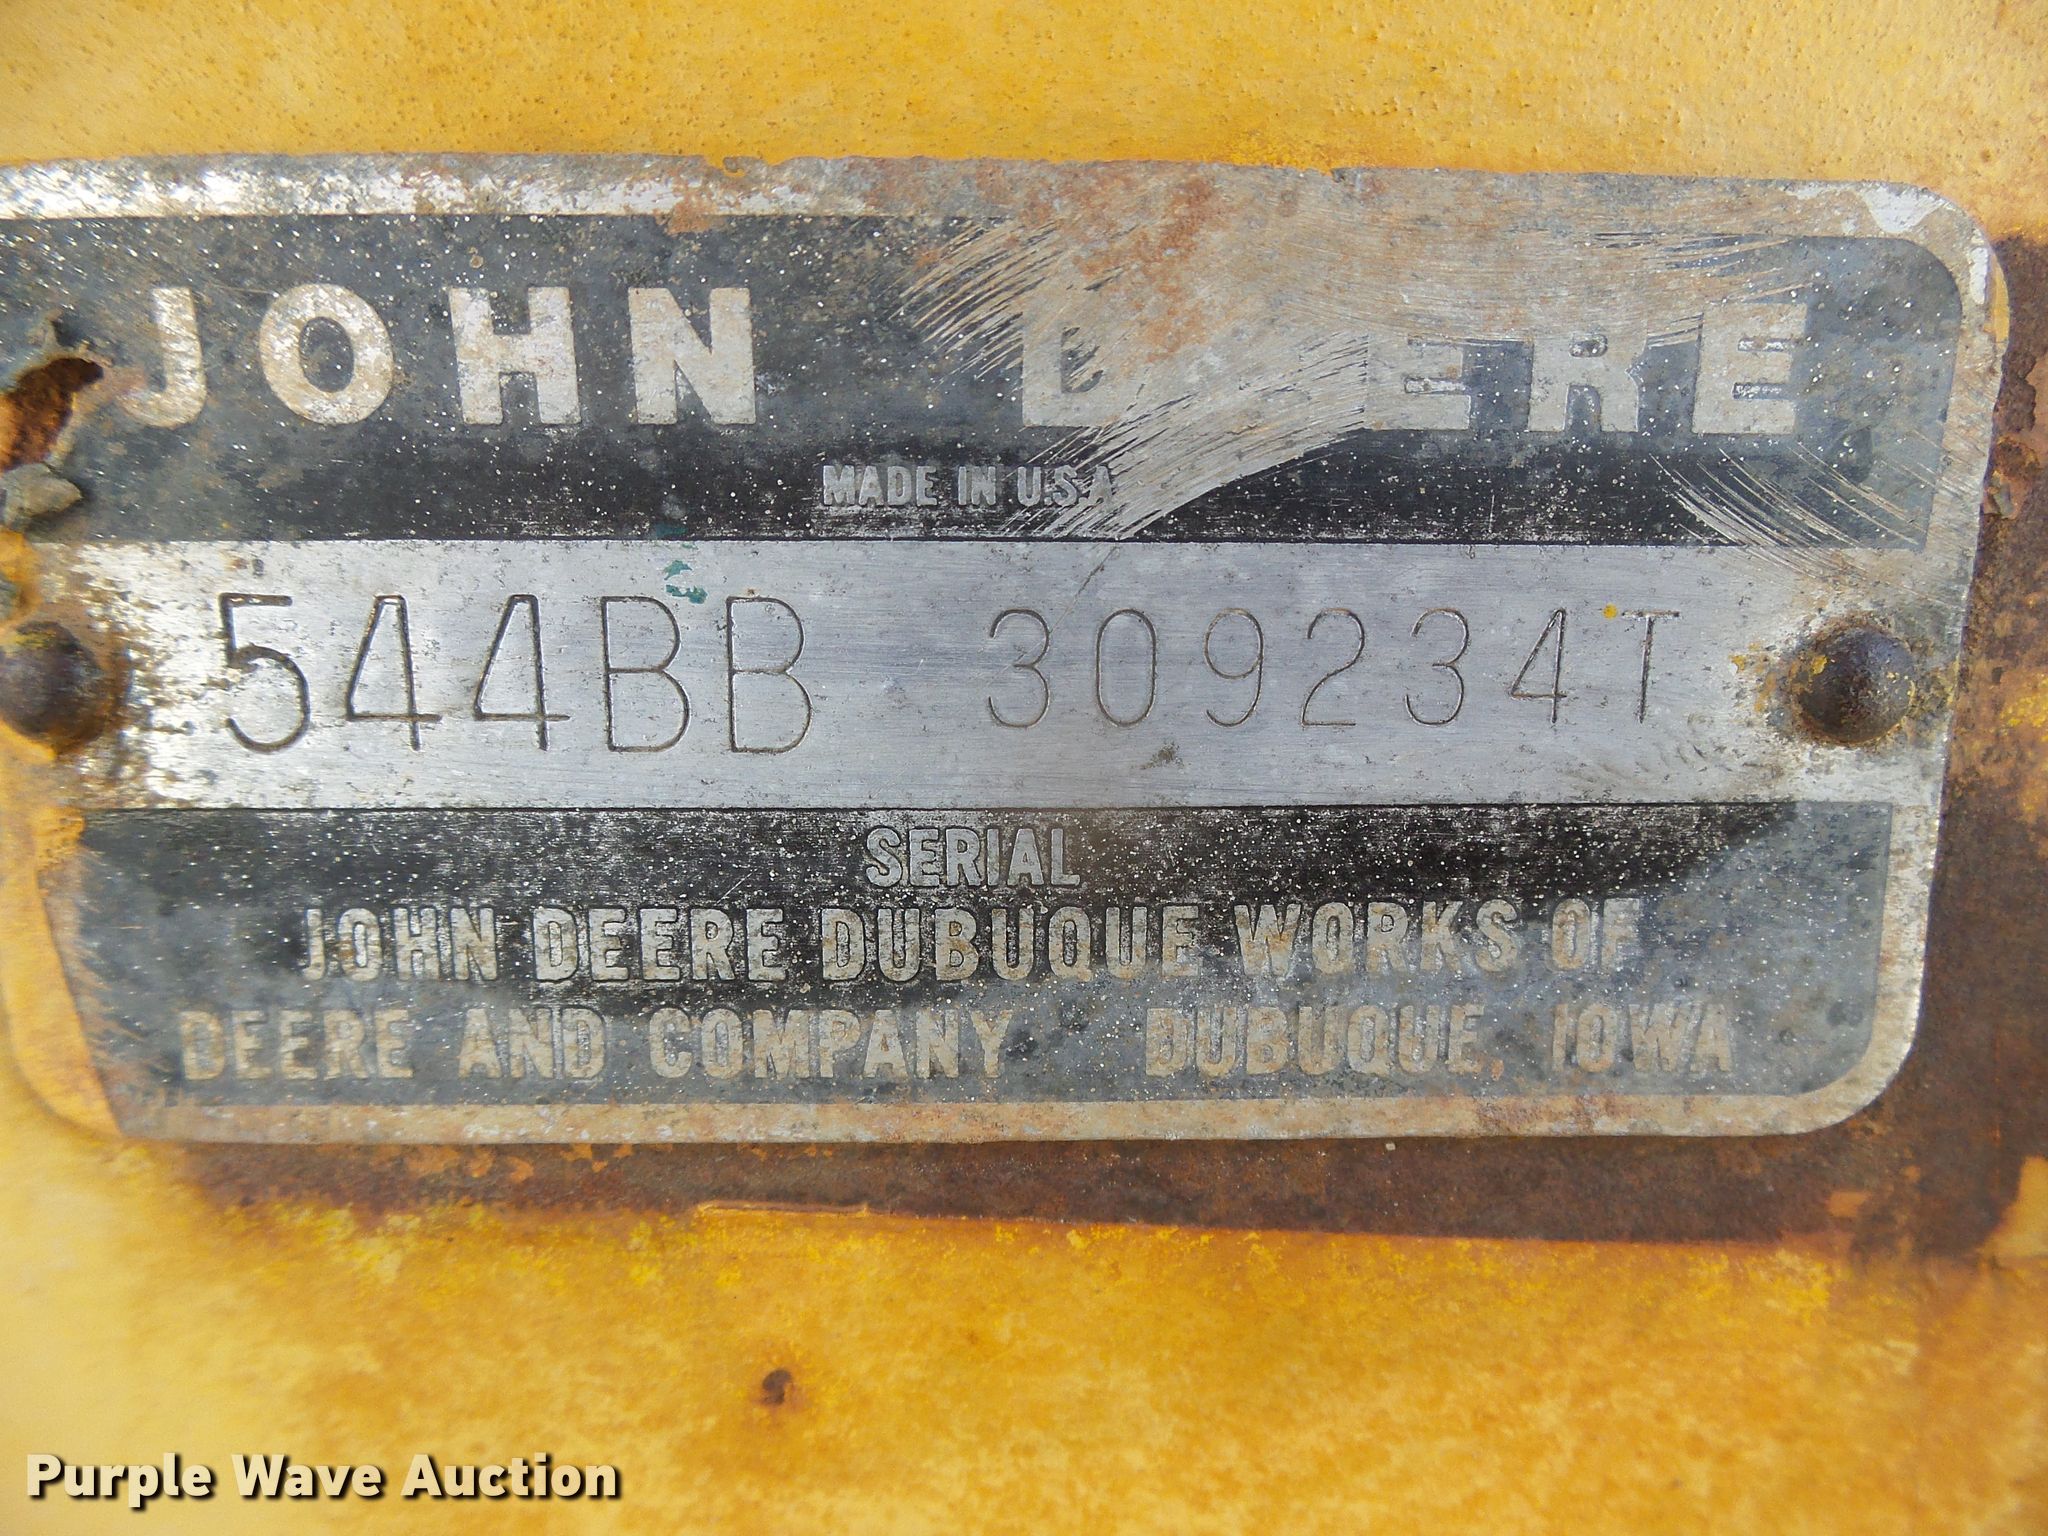 JOHN DEERE
MADE IN U.S.A
544BB 309234T
SERIAL
JOHN DEERE DUBUQUE WORKS OF
DEERE AND COMPANY DUBUQUE, IOWA
Purple Wave Auction